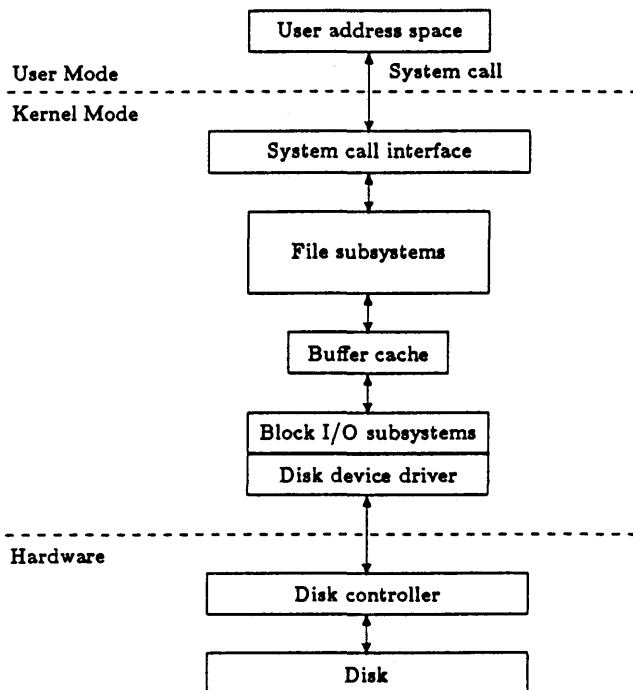 User address space
User Mode
System call
Kernel Mode
System call interface
File subsystems
Buffer cache
Block I/O subsystems
Disk device driver
Hardware
Disk controller
Disk